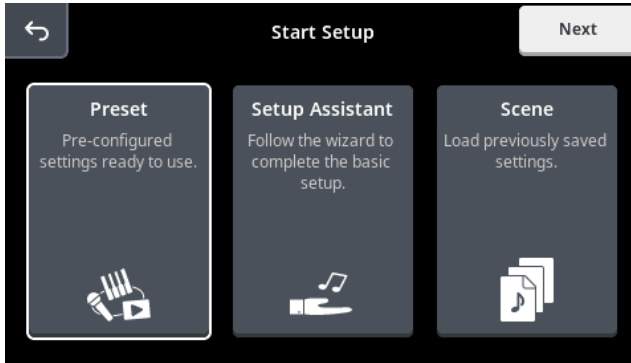 Start Setup
Next
Preset
Pre-configured
settings ready to use.
Setup Assistant
Follow the wizard to
complete the basic
setup.
Scene
Load previously saved
settings.